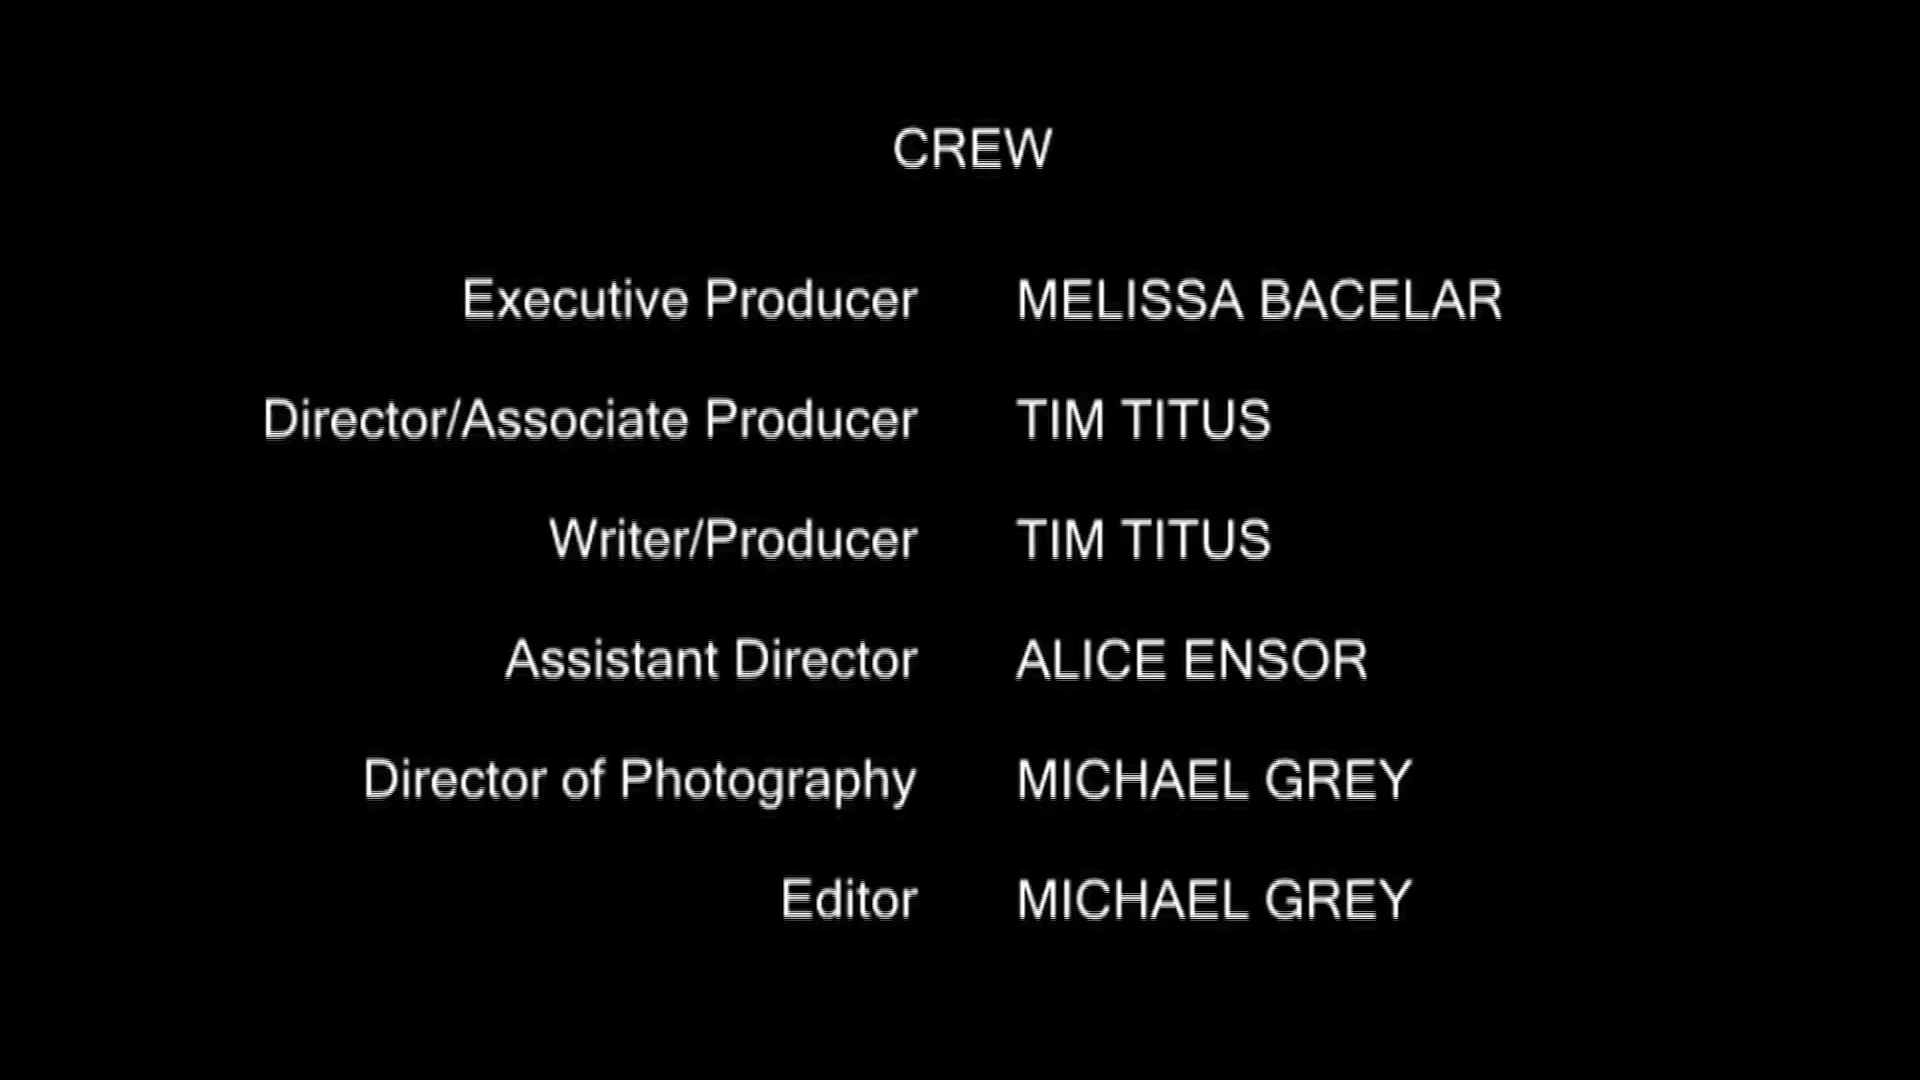 CREW
Executive Producer MELISSA BACELAR
Director/Associate Producer TIM TITUS
Writer/Producer TIM TITUS
Assistant Director ALICE ENSOR
Director of Photography MICHAEL GREY
Editor MICHAEL GREY